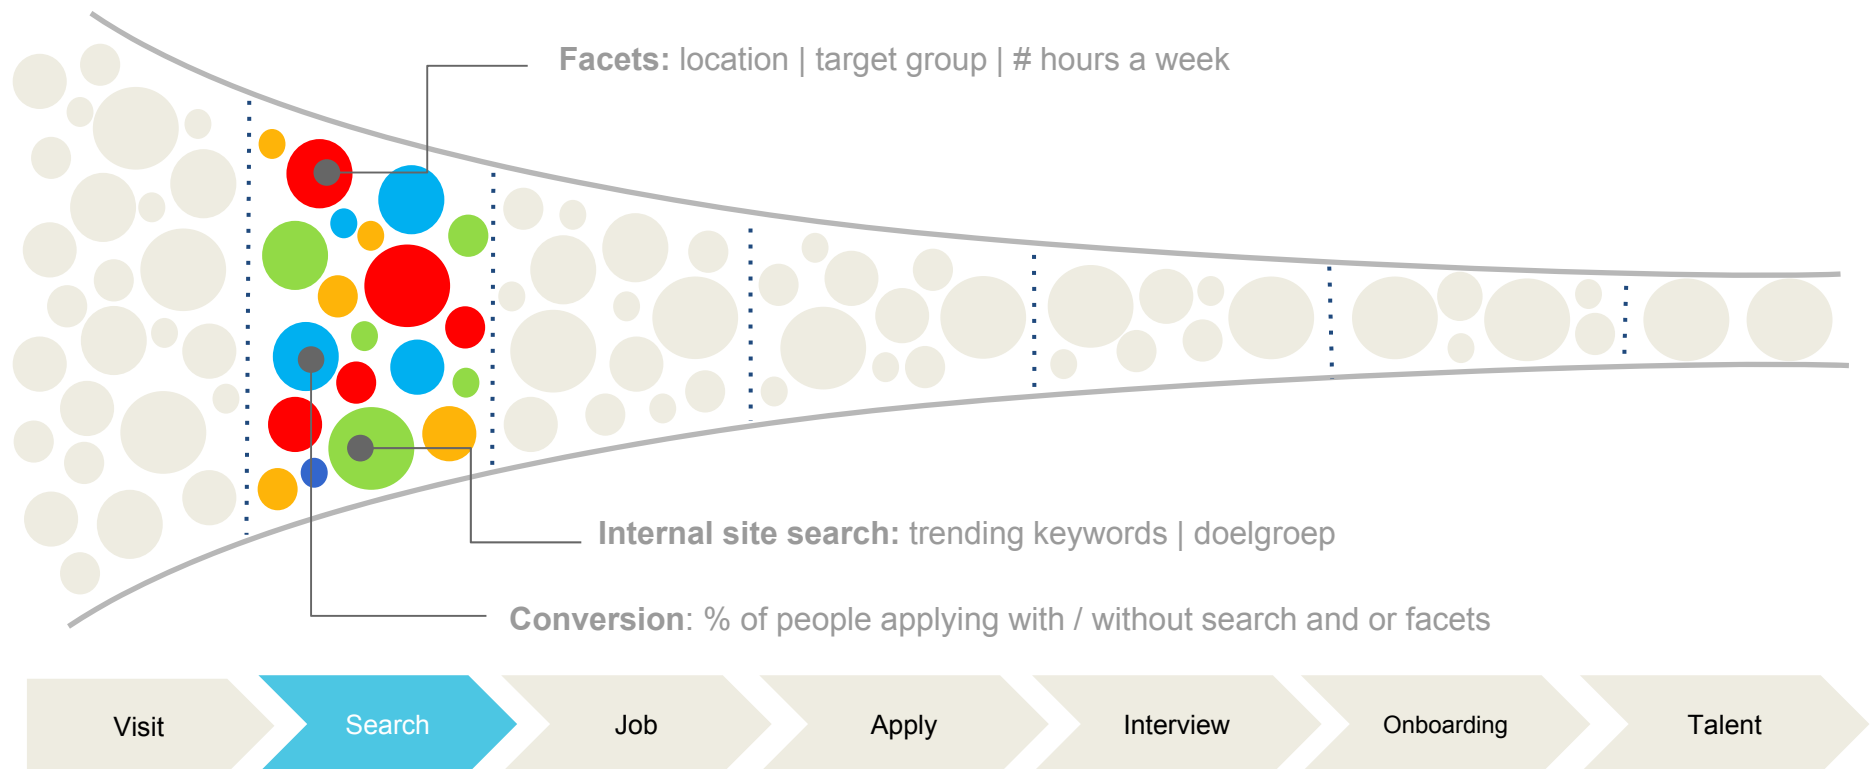 Facets: location | target group | # hours a week
Internal site search: trending keywords | doelgroep
Conversion: % of people applying with / without search and or facets
Visit
Search
Job
Apply
Interview
Onboarding
Talent